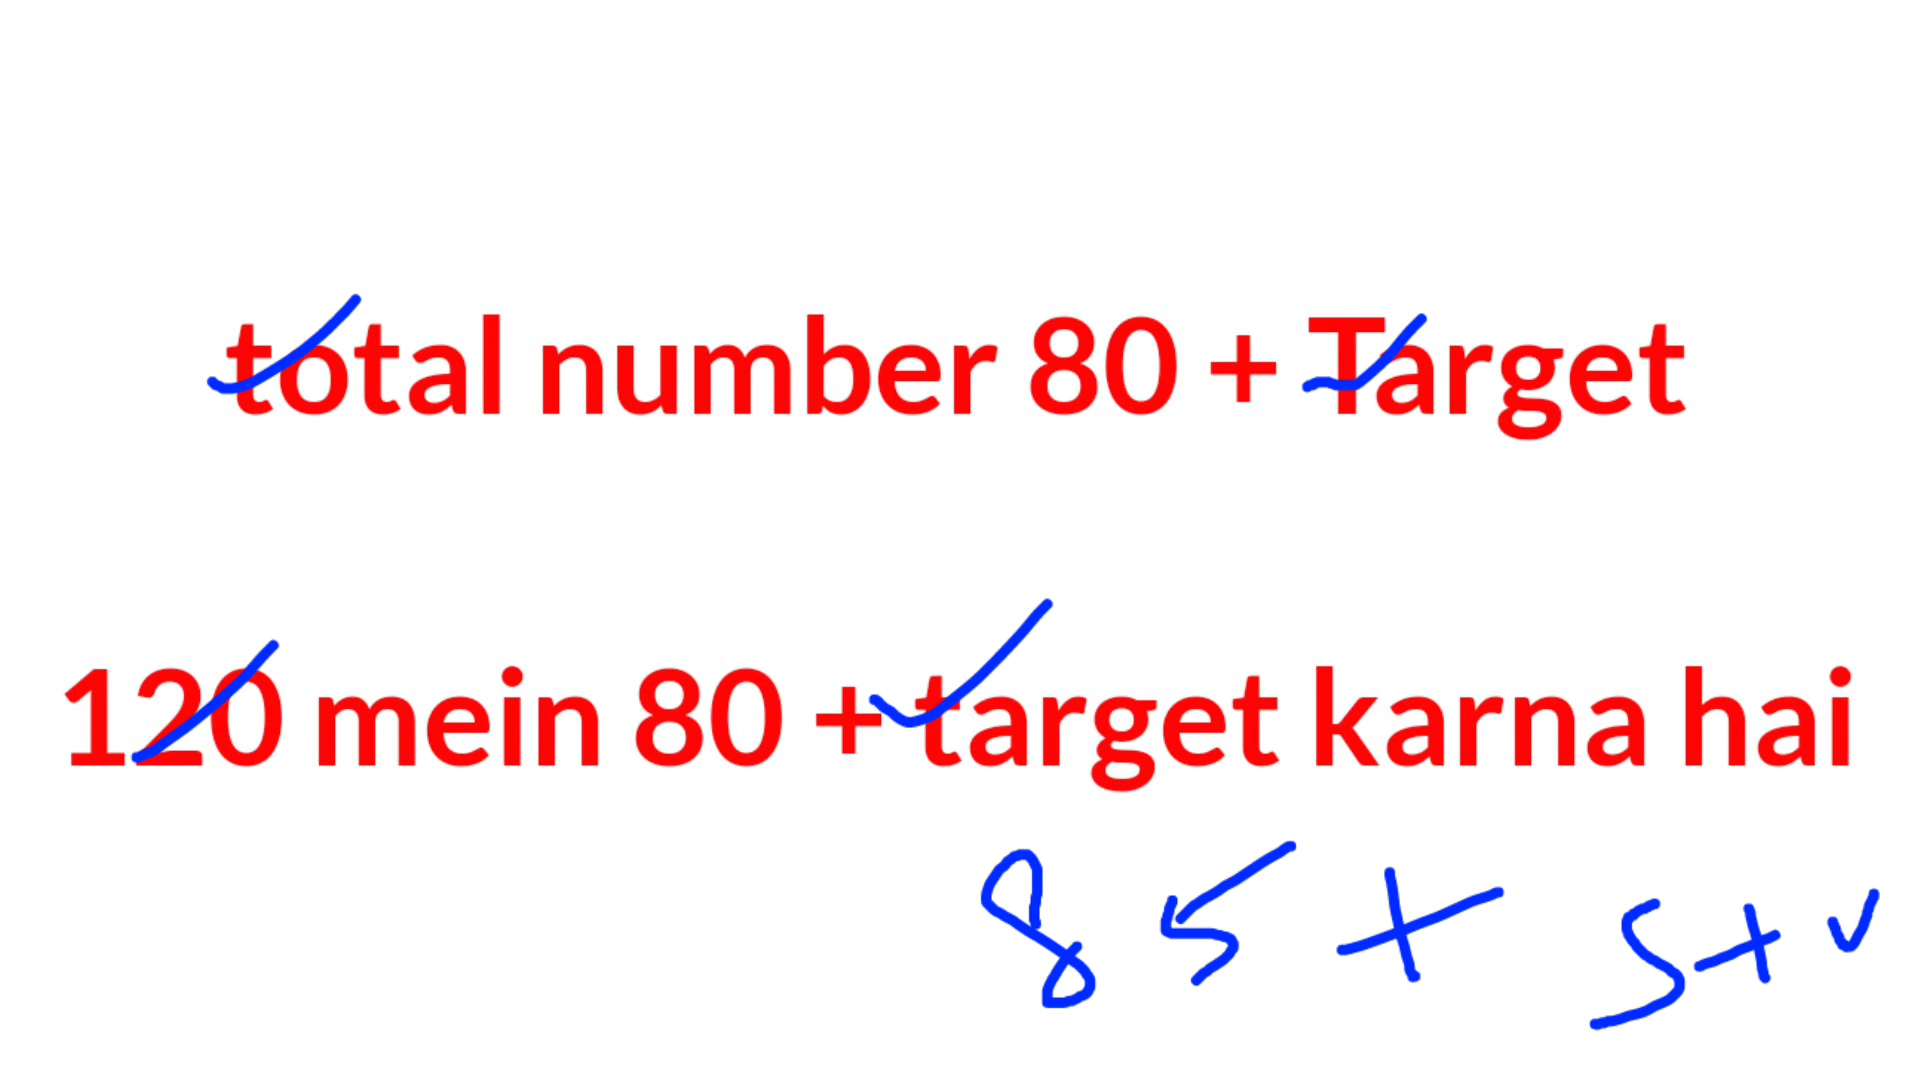 total number 80 + Target
120 mein 80 + target karna hai
85 + 5+